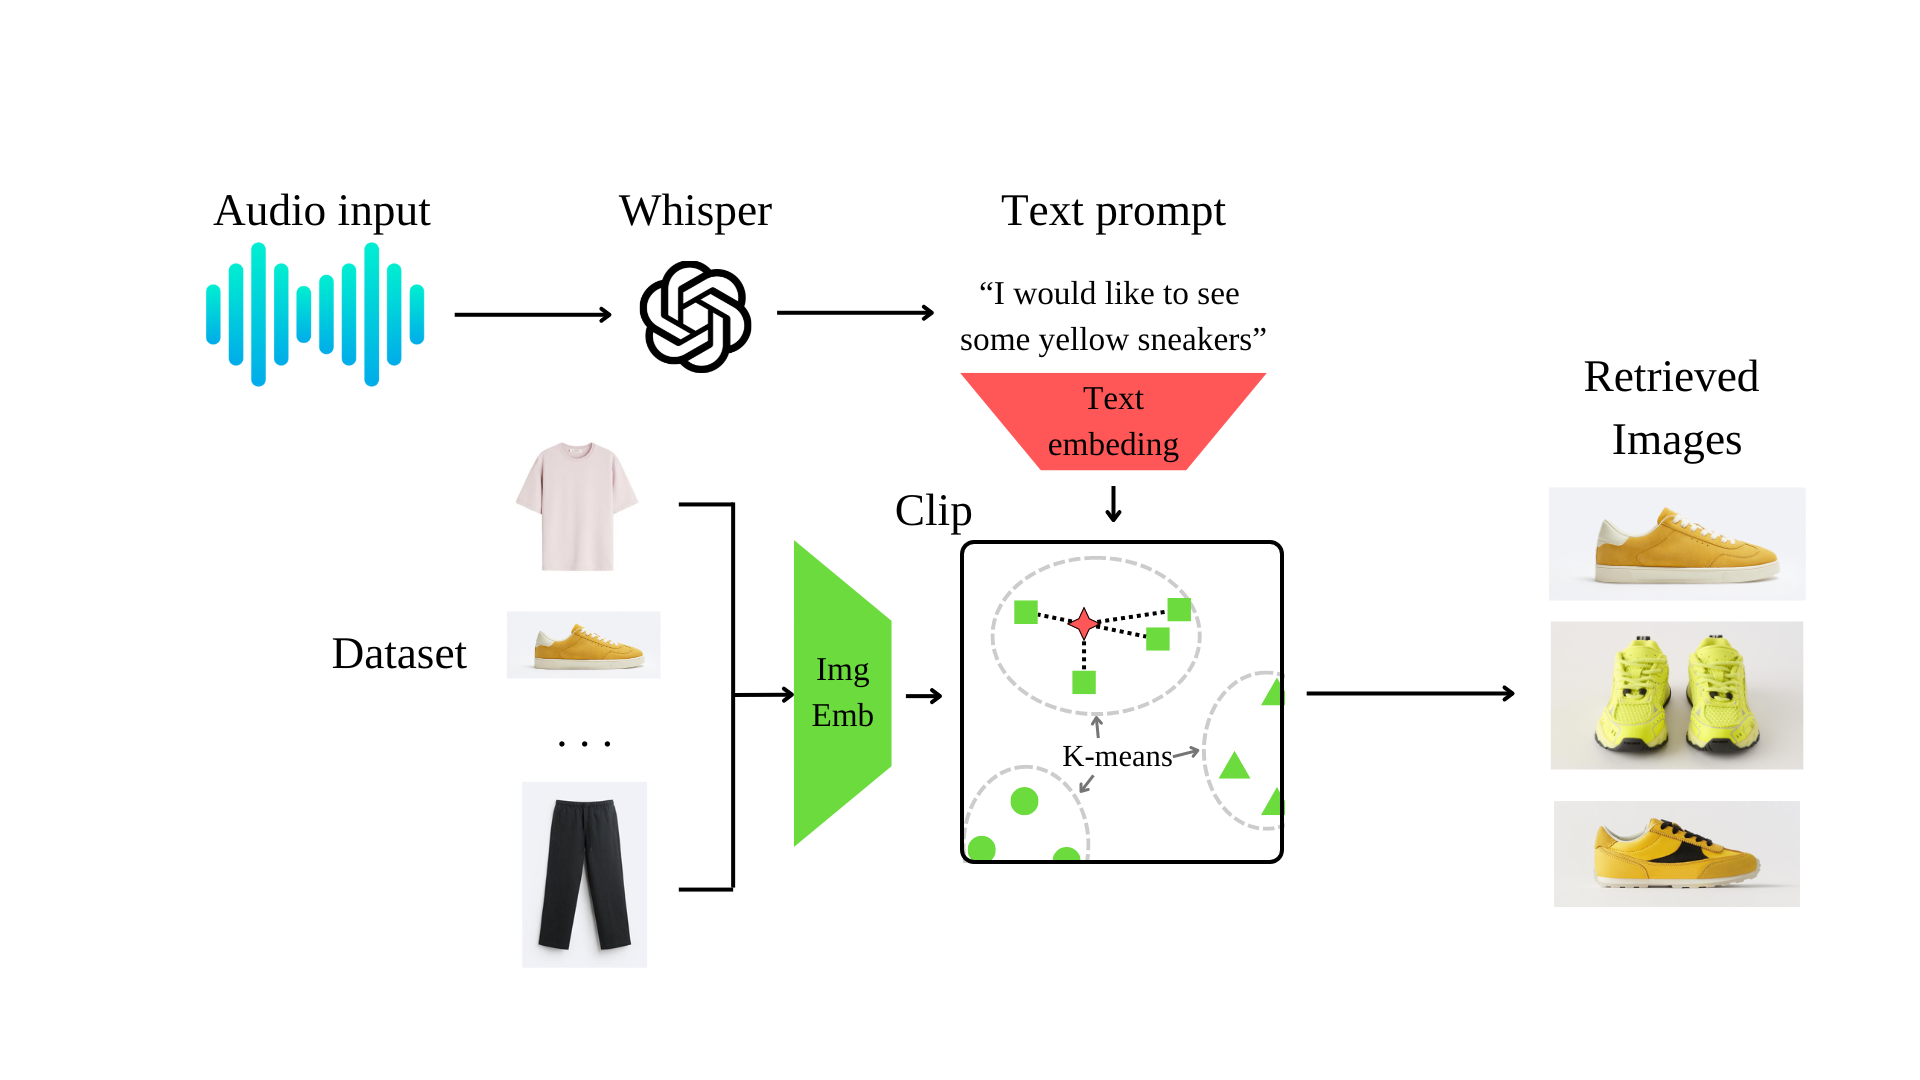 Audio input
Whisper
Text prompt
“I would like to see
some yellow sneakers”
Text
embeding
Retrieved
Images
Clip
Dataset
. . .
Img
Emb
K-means